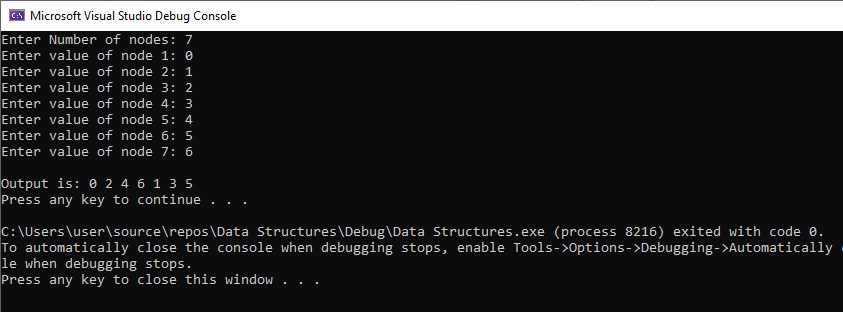 Microsoft Visual Studio Debug Console
Enter Number of nodes: 7
Enter value of node 1: 0
Enter value of node 2: 1
Enter value of node 3: 2
Enter value of node 4: 3
Enter value of node 5: 4
Enter value of node 6: 5
Enter value of node 7: 6
Output is: 0 2 4 6 1 3 5
Press any key to continue . . .
C:\Users\user\source\repos\Data Structures\Debug\Data Structures.exe (process 8216) exited with code 0.
To automatically close the console when debugging stops, enable Tools->Options->Debugging->Automatically
le when debugging stops.
Press any key to close this window . . .